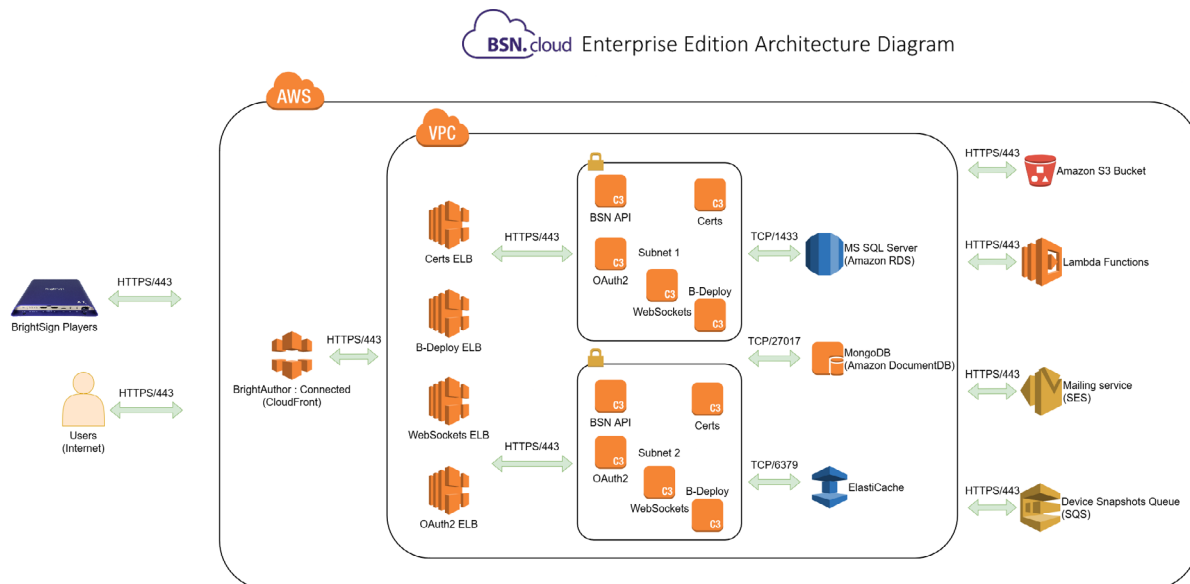 BSN.cloud Enterprise Edition Architecture Diagram
AWS
VPC
HTTPS/443
BrightSign Players
HTTPS/443
Users
(Internet)
BrightAuthor : Connected
(CloudFront)
HTTPS/443
Certs ELB
B-Deploy ELB
WebSockets ELB
OAuth2 ELB
HTTPS/443
HTTPS/443
C3
BSN API
C3
Certs
C3
OAuth2
Subnet 1
C3
WebSockets
B-Deploy
C3
C3
BSN API
C3
Certs
C3
OAuth2
Subnet 2
C3
WebSockets
B-Deploy
C3
TCP/1433
MS SQL Server
(Amazon RDS)
TCP/27017
MongoDB
(Amazon DocumentDB)
TCP/6379
ElastiCache
HTTPS/443
Amazon S3 Bucket
HTTPS/443
Lambda Functions
HTTPS/443
Mailing service
(SES)
HTTPS/443
Device Snapshots Queue
(SQS)